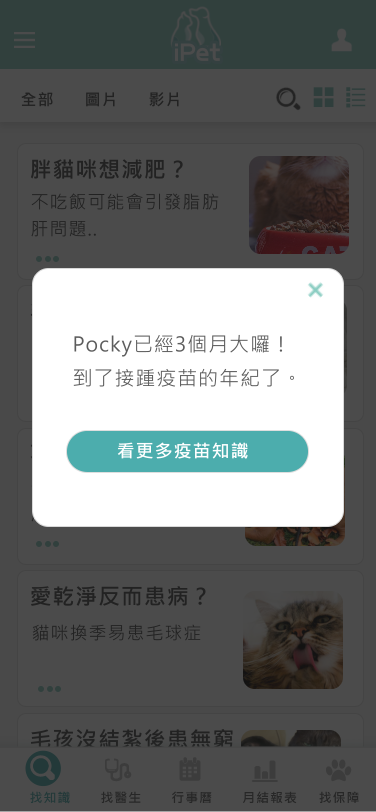 iPet
全部 圖片 影片
胖貓咪想減肥？
不吃飯可能會引發脂肪
肝問題..
CAT
Pocky已經3個月大囉！
到了接踵疫苗的年紀了。
看更多疫苗知識
愛乾淨反而患病？
貓咪換季易患毛球症
毛孩沒結紮後患無窮
找知識 找醫生 行事曆 月結報表 找保障